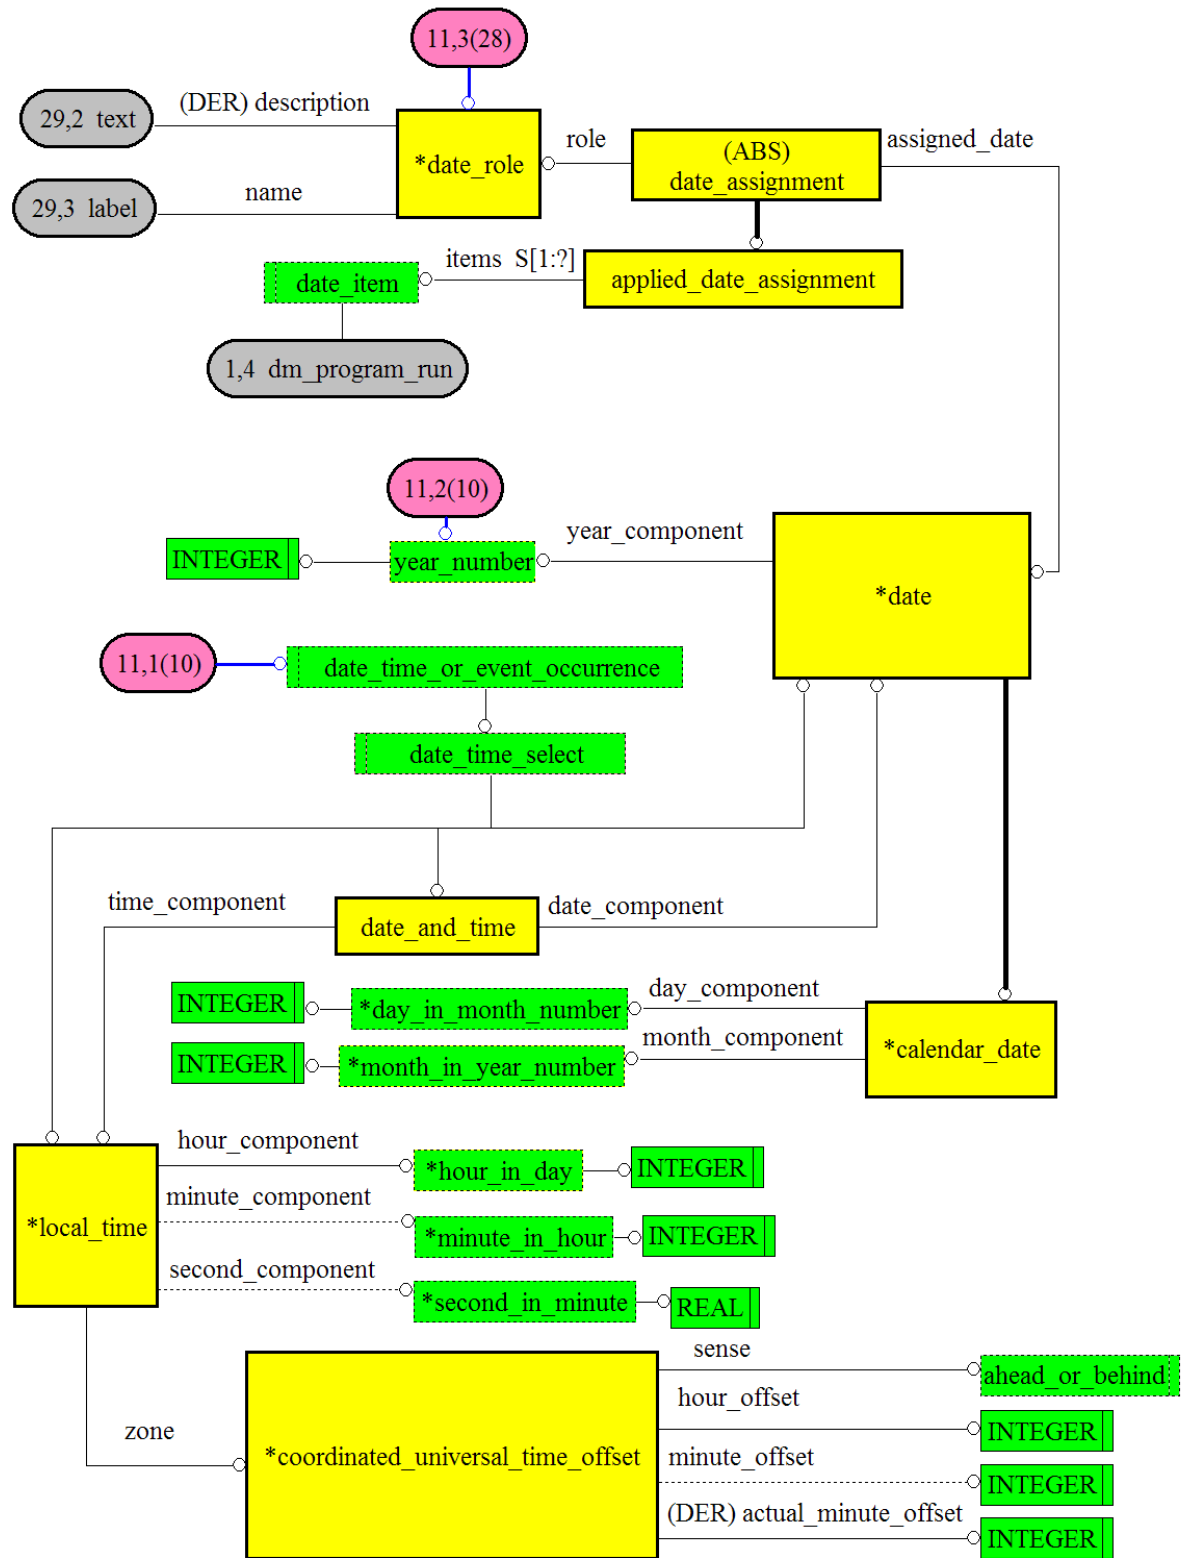 11,3(28)
(DER) description
29,2 text
*date_role
role
(ABS)
date_assignment
assigned_date
name
29,3 label
items S[1:?]
date_item
applied_date_assignment
1,4 dm_program_run
11,2(10)
year_component
INTEGER
year_number
*date
11,1(10)
date_time_or_event_occurrence
date_time_select
time_component
date_and_time
date_component
day_component
INTEGER
*day_in_month_number
month_component
INTEGER
*month_in_year_number
*calendar_date
hour_component
*hour_in_day
INTEGER
minute_component
*local_time
*minute_in_hour
INTEGER
second_component
*second_in_minute
REAL
sense
ahead_or_behind
hour_offset
INTEGER
zone
*coordinated_universal_time_offset
minute_offset
INTEGER
(DER) actual_minute_offset
INTEGER